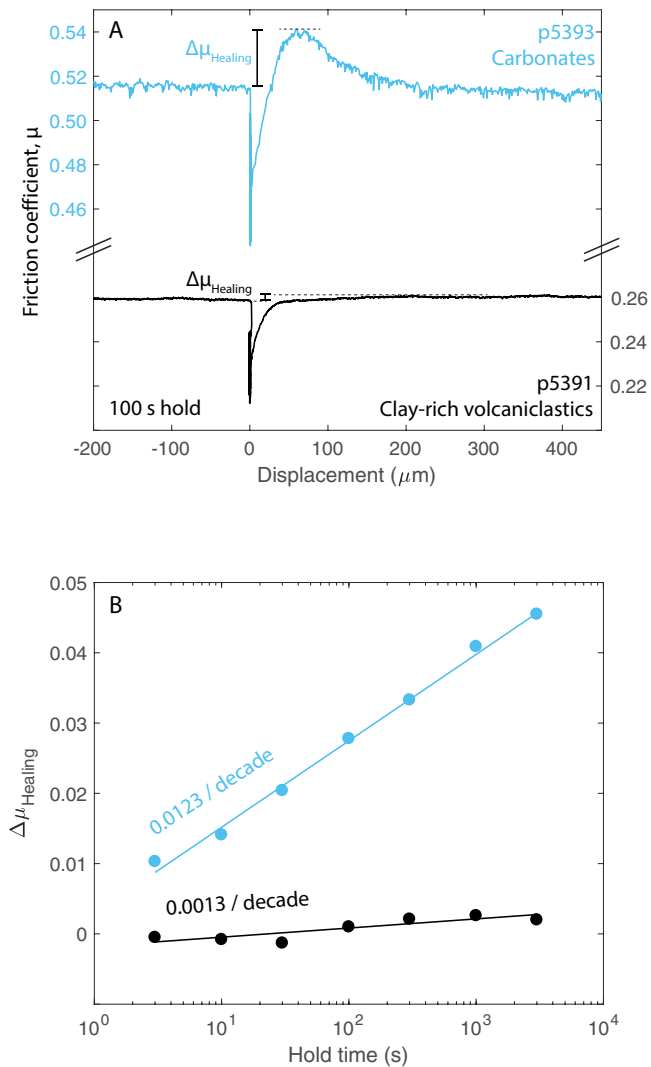 A
p5393
Carbonates
ΔμHealing
0.54
0.52
0.50
0.48
0.46
Friction coefficient, μ
ΔμHealing
0.26
0.24
0.22
p5391
100 s hold
Clay-rich volcaniclastics
-200
-100
0
100
200
300
400
Displacement (μm)
B
0.05
0.04
0.03
0.02
0.01
0
ΔμHealing
0.0123 / decade
0.0013 / decade
10⁰
10¹
10²
10³
10⁴
Hold time (s)